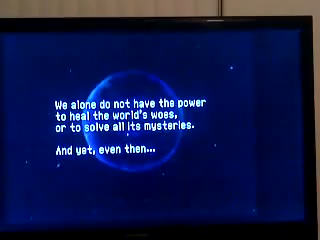 We alone do not have the power
to heal the world's woes,
or to solve all its mysteries.
And yet, even then...